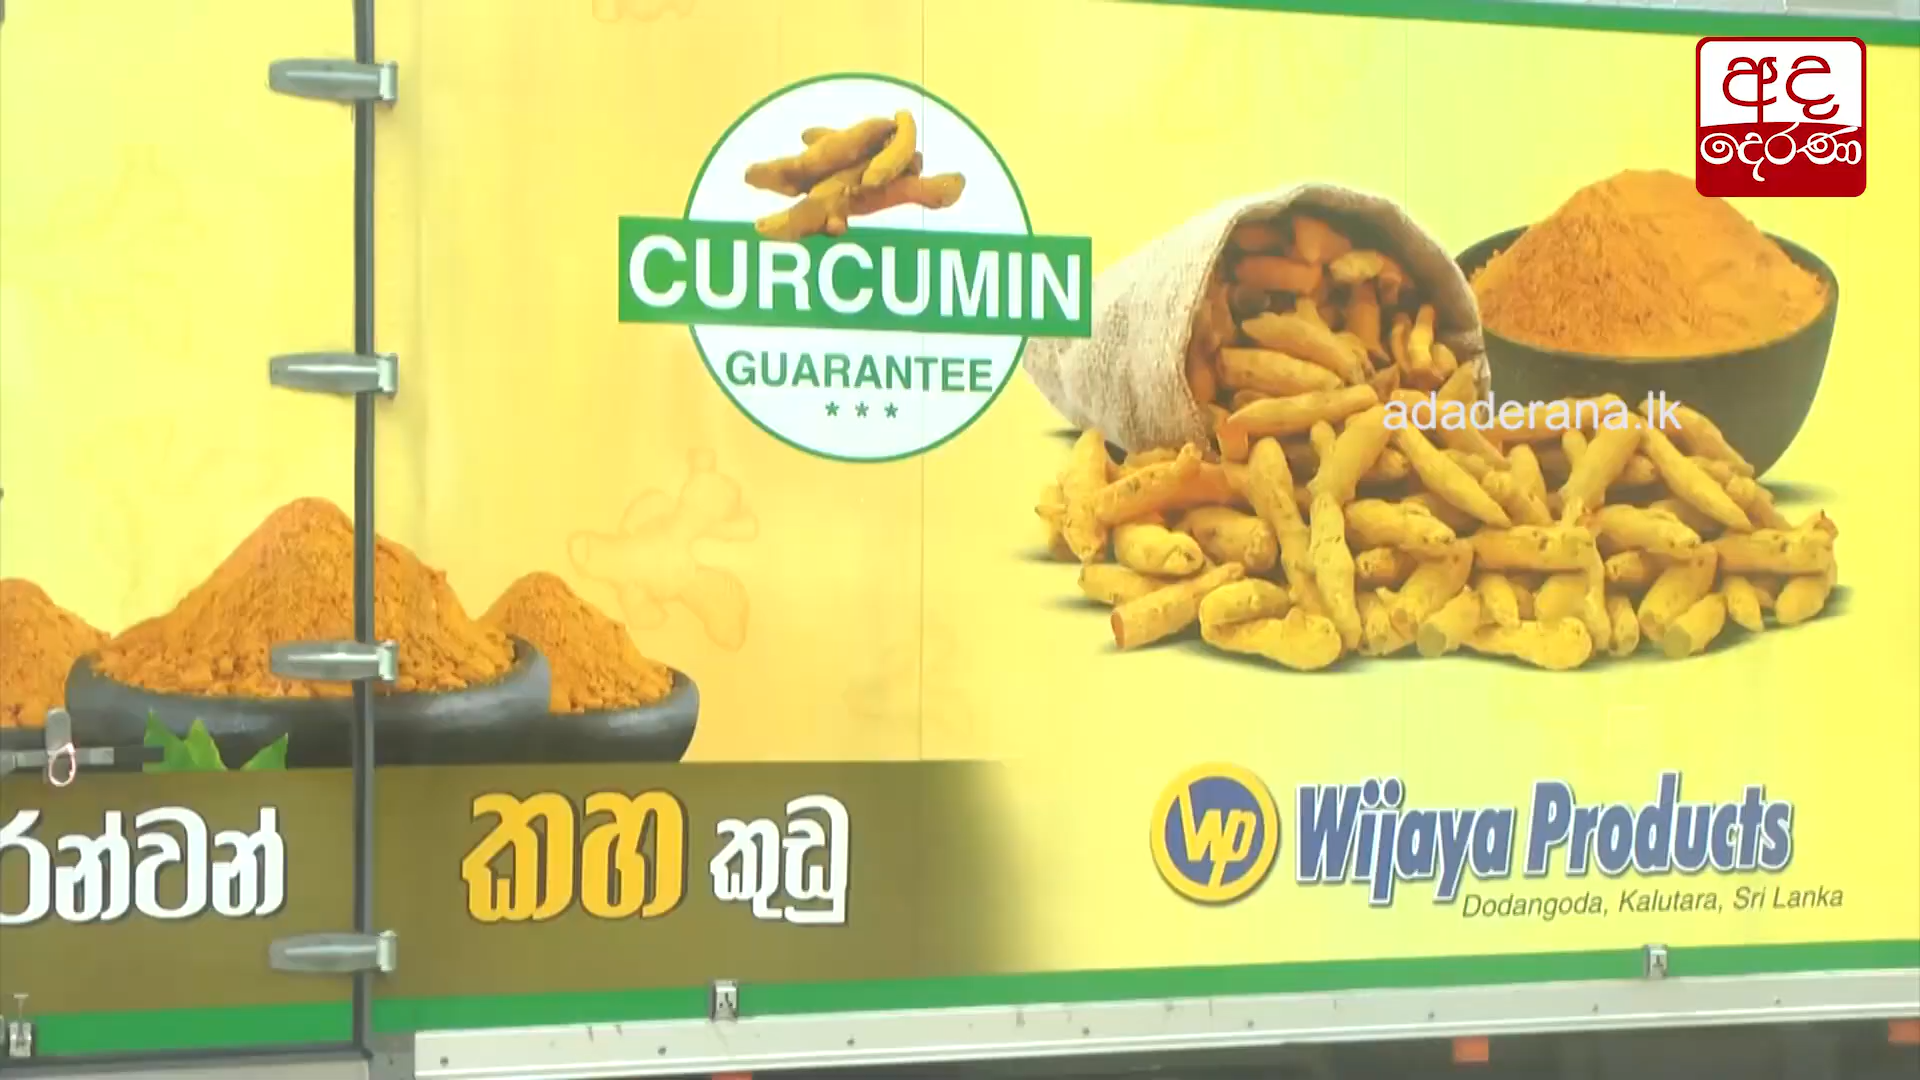 අද
දෙරණ
CURCUMIN
GUARANTEE
***
adaderana.lk
රන්වන් කහ කුඩු
wp Wijaya Products
Dodangoda, Kalutara, Sri Lanka